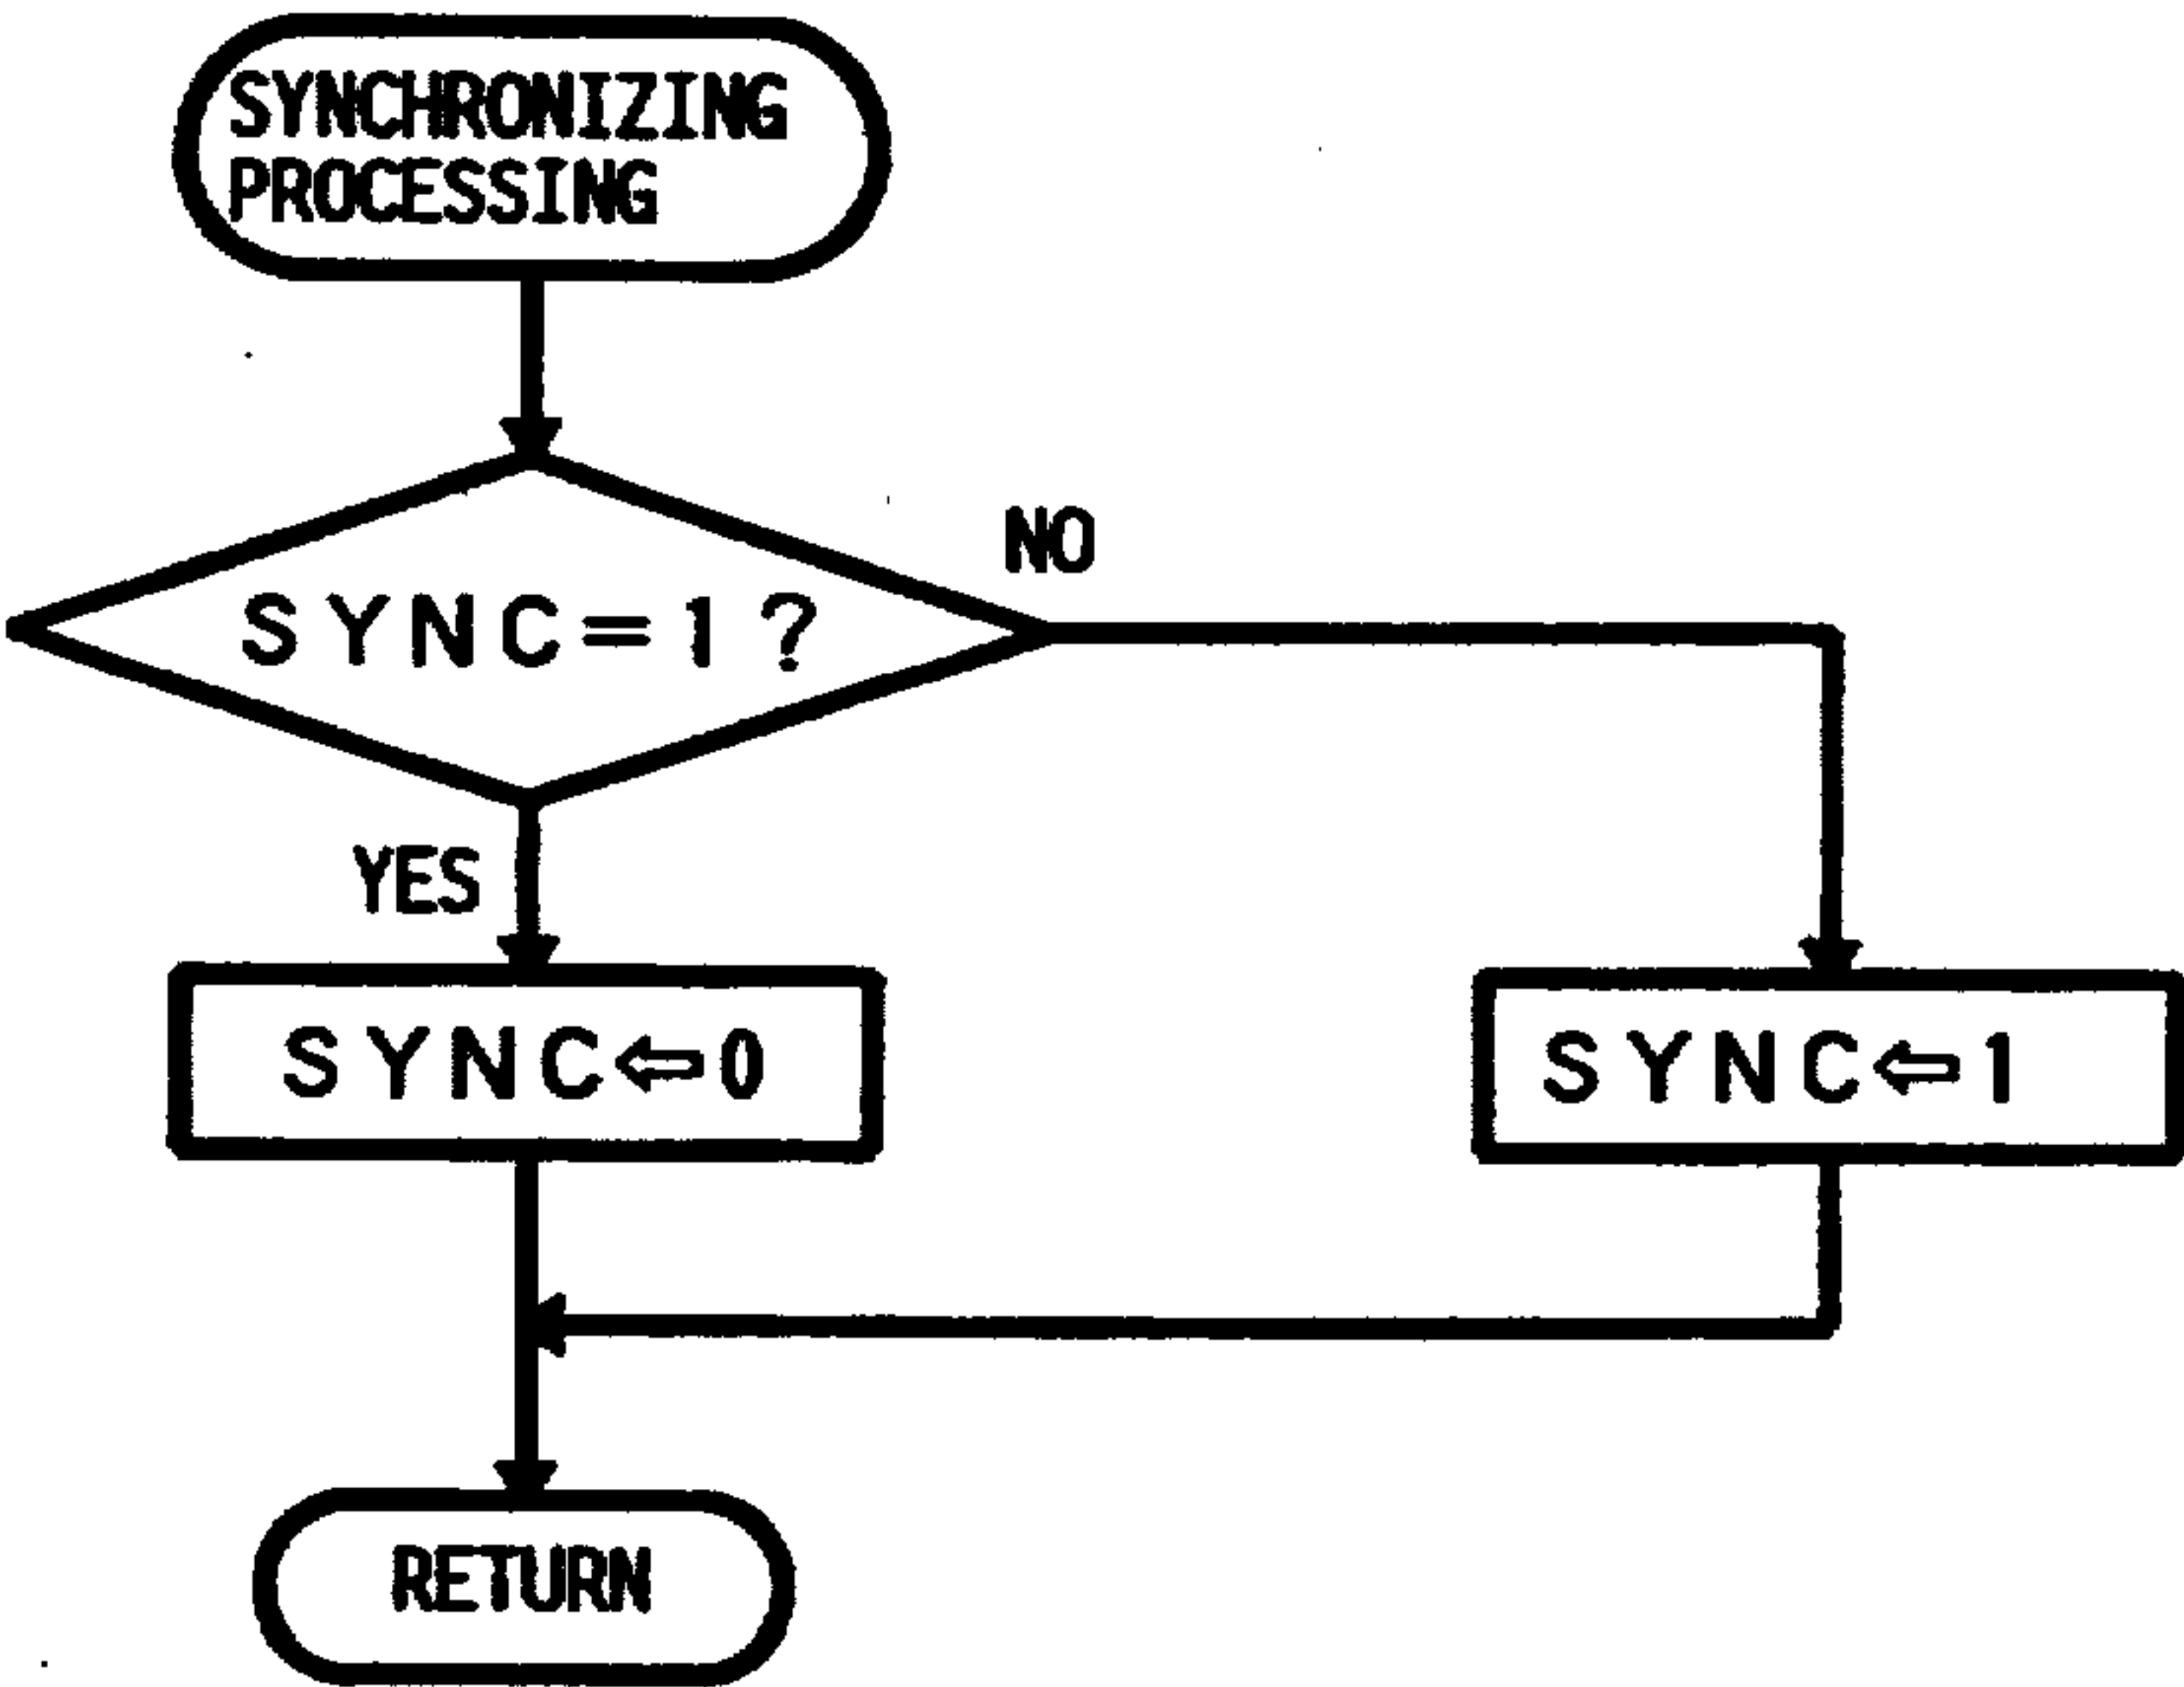 SYNCHRONIZING
PROCESSING
NO
SYNC=1?
YES
SYNC⇦0
SYNC⇦1
RETURN